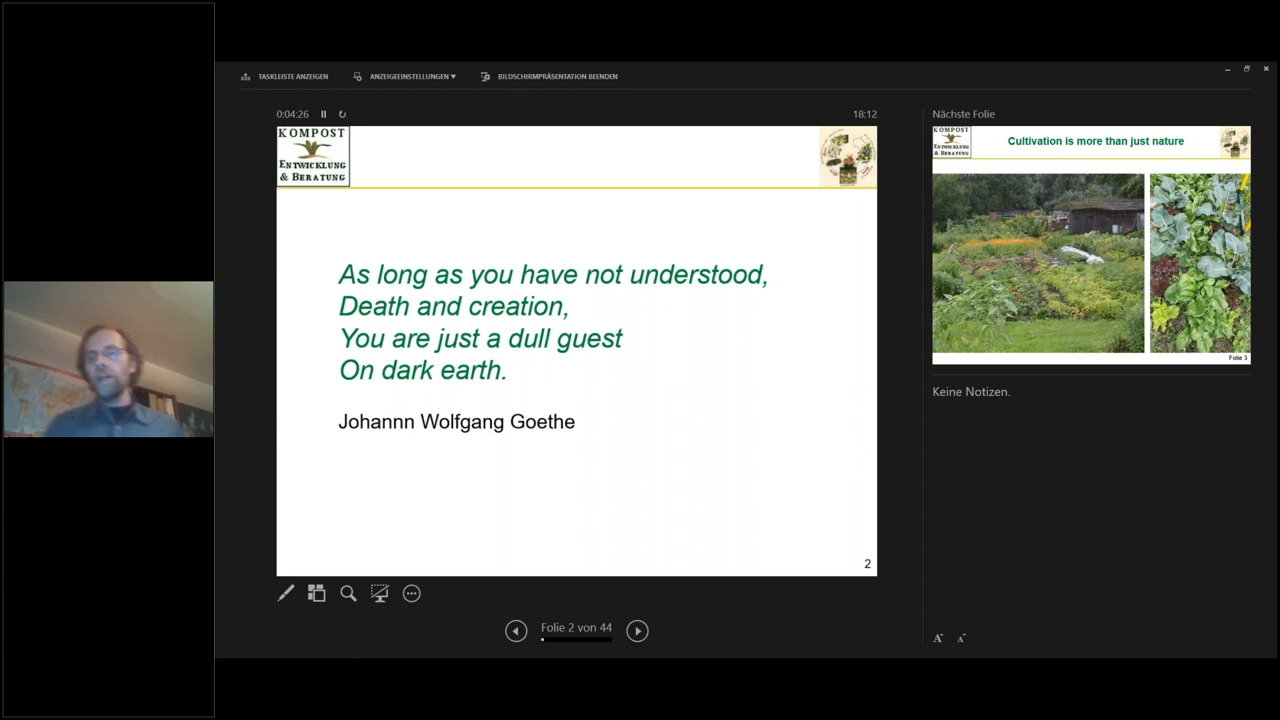 TASKLEISTE ANZEIGEN
ANZEIGEEINSTELLUNGEN ▼
BILDSCHIRMPRÄSENTATION BEENDEN
0:04:26
18:12
KOMPOST
ENTWICKLUNG
& BERATUNG
As long as you have not understood,
Death and creation,
You are just a dull guest
On dark earth.
Johannn Wolfgang Goethe
2
Folie 2 von 44
Nächste Folie
KOMPOST
ENTWICKLUNG
& BERATUNG
Cultivation is more than just nature
Folie 3
Keine Notizen.
A
A